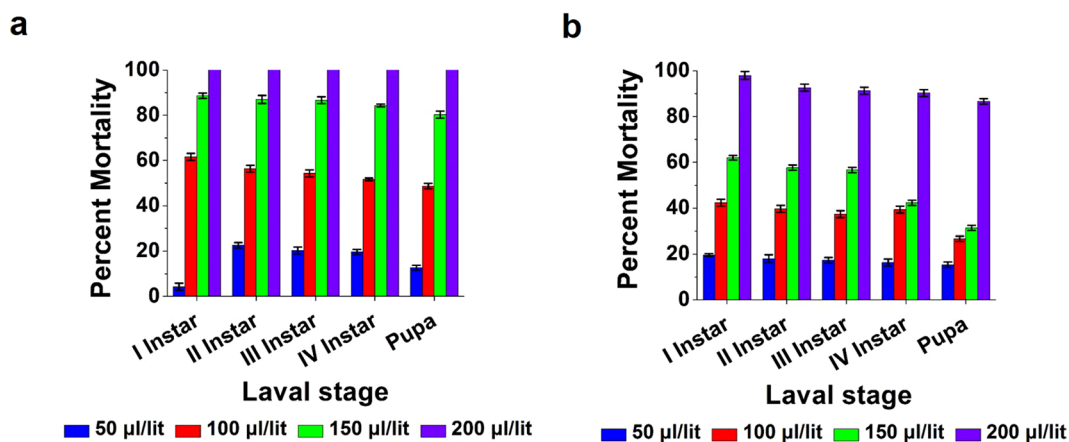 a
100
80
60
40
20
0
Percent Mortality
I Instar
II Instar
III Instar
IV Instar
Pupa
Laval stage
50 µl/lit 100 µl/lit 150 µl/lit 200 µl/lit
b
100
80
60
40
20
0
Percent Mortality
I Instar
II Instar
III Instar
IV Instar
Pupa
Laval stage
50 µl/lit 100 µl/lit 150 µl/lit 200 µl/lit